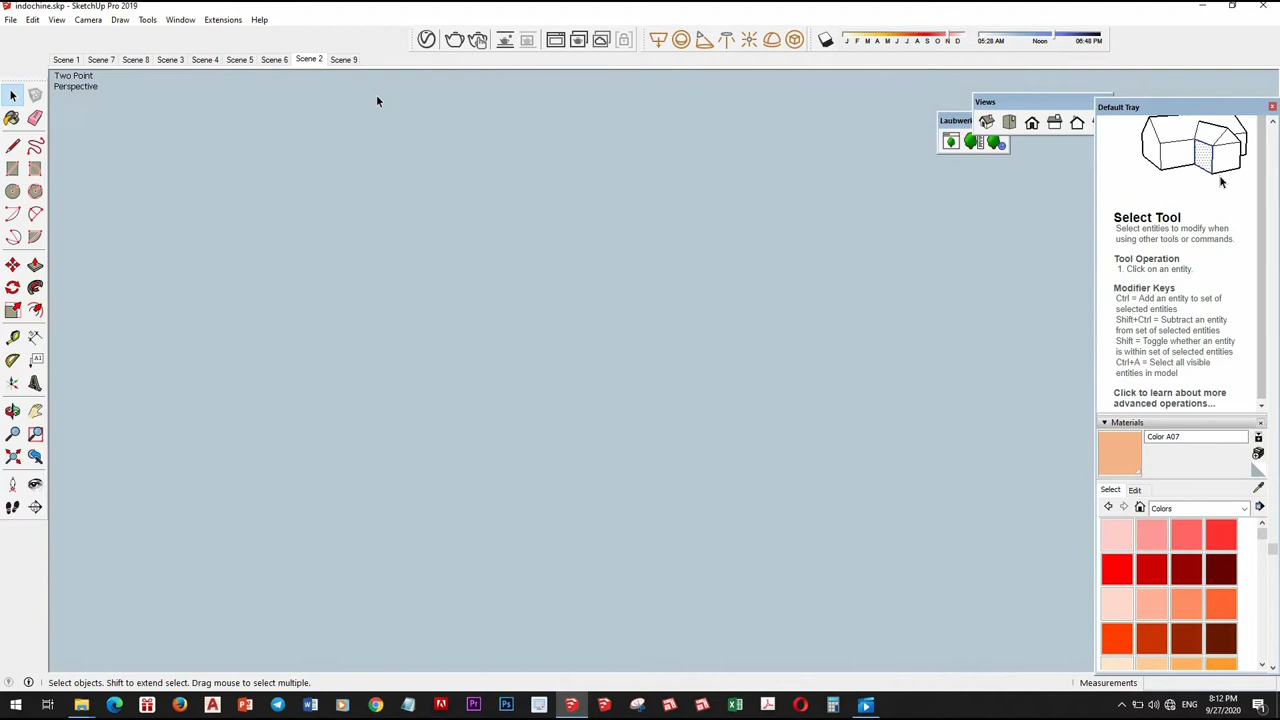 indochine.skp - SketchUp Pro 2019
File Edit View Camera Draw Tools Window Extensions Help
J F M A M J J A S O N D
05:28 AM Noon 06:48 PM
Scene 1 Scene 7 Scene 8 Scene 3 Scene 4 Scene 5 Scene 6 Scene 2 Scene 9
Two Point
Perspective
Views
Laubwerk
Default Tray
Select Tool
Select entities to modify when
using other tools or commands.
Tool Operation
1. Click on an entity.
Modifier Keys
Ctrl = Add an entity to set of
selected entities
Shift+Ctrl = Subtract an entity
from set of selected entities
Shift = Toggle whether an entity
is within set of selected entities
Ctrl+A = Select all visible
entities in model
Click to learn about more
advanced operations...
Materials
Color A07
Select Edit
Colors
Select objects. Shift to extend select. Drag mouse to select multiple.
Measurements
8:12 PM
9/27/2020